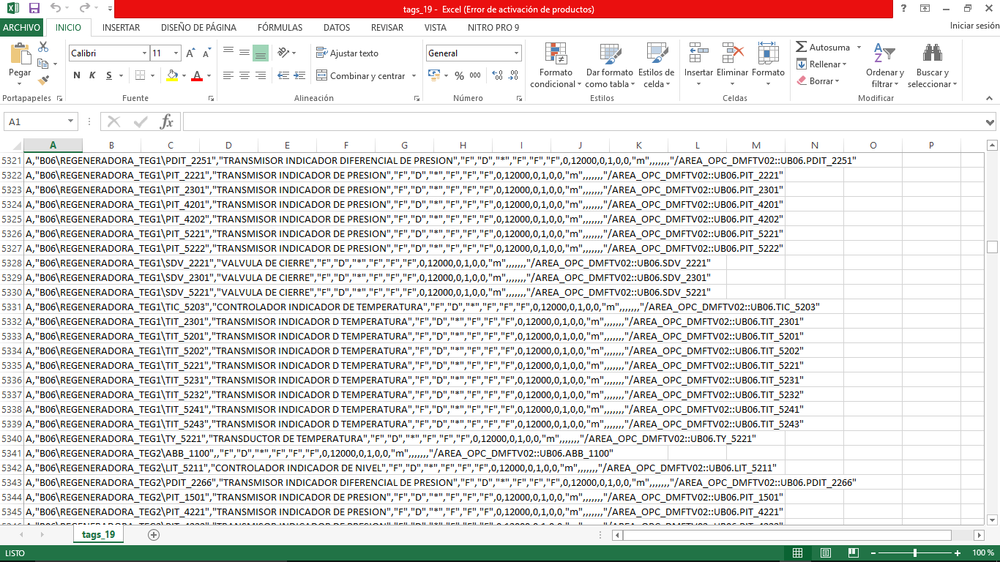 tags_19 - Excel (Error de activación de productos)
ARCHIVO INICIO INSERTAR DISEÑO DE PÁGINA FÓRMULAS DATOS REVISAR VISTA NITRO PRO 9 Iniciar sesión
Pegar
Calibri 11
N K S
Ajustar texto
Combinar y centrar
General
% 000
Formato condicional
Dar formato como tabla
Estilos de celda
Insertar Eliminar Formato
Autosuma
Rellenar
Borrar
Ordenar y filtrar
Buscar y seleccionar
Portapapeles Fuente Alineación Número Estilos Celdas Modificar
A1 fx
A B C D E F G H I J K L M N O P
5321 A,"B06\REGENERADORA_TEG1\PDIT_2251","TRANSMISOR INDICADOR DIFERENCIAL DE PRESION","F","D","*","F","F","F",0,12000,0,1,0,0,"m",,,,,,,"/AREA_OPC_DMFTV02::UB06.PDIT_2251"
5322 A,"B06\REGENERADORA_TEG1\PIT_2221","TRANSMISOR INDICADOR DE PRESION","F","D","*","F","F","F",0,12000,0,1,0,0,"m",,,,,,,"/AREA_OPC_DMFTV02::UB06.PIT_2221"
5323 A,"B06\REGENERADORA_TEG1\PIT_2301","TRANSMISOR INDICADOR DE PRESION","F","D","*","F","F","F",0,12000,0,1,0,0,"m",,,,,,,"/AREA_OPC_DMFTV02::UB06.PIT_2301"
5324 A,"B06\REGENERADORA_TEG1\PIT_4201","TRANSMISOR INDICADOR DE PRESION","F","D","*","F","F","F",0,12000,0,1,0,0,"m",,,,,,,"/AREA_OPC_DMFTV02::UB06.PIT_4201"
5325 A,"B06\REGENERADORA_TEG1\PIT_4202","TRANSMISOR INDICADOR DE PRESION","F","D","*","F","F","F",0,12000,0,1,0,0,"m",,,,,,,"/AREA_OPC_DMFTV02::UB06.PIT_4202"
5326 A,"B06\REGENERADORA_TEG1\PIT_5221","TRANSMISOR INDICADOR DE PRESION","F","D","*","F","F","F",0,12000,0,1,0,0,"m",,,,,,,"/AREA_OPC_DMFTV02::UB06.PIT_5221"
5327 A,"B06\REGENERADORA_TEG1\PIT_5222","TRANSMISOR INDICADOR DE PRESION","F","D","*","F","F","F",0,12000,0,1,0,0,"m",,,,,,,"/AREA_OPC_DMFTV02::UB06.PIT_5222"
5328 A,"B06\REGENERADORA_TEG1\SDV_2221","VALVULA DE CIERRE","F","D","*","F","F","F",0,12000,0,1,0,0,"m",,,,,,,"/AREA_OPC_DMFTV02::UB06.SDV_2221"
5329 A,"B06\REGENERADORA_TEG1\SDV_2301","VALVULA DE CIERRE","F","D","*","F","F","F",0,12000,0,1,0,0,"m",,,,,,,"/AREA_OPC_DMFTV02::UB06.SDV_2301"
5330 A,"B06\REGENERADORA_TEG1\SDV_5221","VALVULA DE CIERRE","F","D","*","F","F","F",0,12000,0,1,0,0,"m",,,,,,,"/AREA_OPC_DMFTV02::UB06.SDV_5221"
5331 A,"B06\REGENERADORA_TEG1\TIC_5203","CONTROLADOR INDICADOR DE TEMPERATURA","F","D","*","F","F","F",0,12000,0,1,0,0,"m",,,,,,,"/AREA_OPC_DMFTV02::UB06.TIC_5203"
5332 A,"B06\REGENERADORA_TEG1\TIT_2301","TRANSMISOR INDICADOR D TEMPERATURA","F","D","*","F","F","F",0,12000,0,1,0,0,"m",,,,,,,"/AREA_OPC_DMFTV02::UB06.TIT_2301"
5333 A,"B06\REGENERADORA_TEG1\TIT_5201","TRANSMISOR INDICADOR D TEMPERATURA","F","D","*","F","F","F",0,12000,0,1,0,0,"m",,,,,,,"/AREA_OPC_DMFTV02::UB06.TIT_5201"
5334 A,"B06\REGENERADORA_TEG1\TIT_5202","TRANSMISOR INDICADOR D TEMPERATURA","F","D","*","F","F","F",0,12000,0,1,0,0,"m",,,,,,,"/AREA_OPC_DMFTV02::UB06.TIT_5202"
5335 A,"B06\REGENERADORA_TEG1\TIT_5221","TRANSMISOR INDICADOR D TEMPERATURA","F","D","*","F","F","F",0,12000,0,1,0,0,"m",,,,,,,"/AREA_OPC_DMFTV02::UB06.TIT_5221"
5336 A,"B06\REGENERADORA_TEG1\TIT_5231","TRANSMISOR INDICADOR D TEMPERATURA","F","D","*","F","F","F",0,12000,0,1,0,0,"m",,,,,,,"/AREA_OPC_DMFTV02::UB06.TIT_5231"
5337 A,"B06\REGENERADORA_TEG1\TIT_5232","TRANSMISOR INDICADOR D TEMPERATURA","F","D","*","F","F","F",0,12000,0,1,0,0,"m",,,,,,,"/AREA_OPC_DMFTV02::UB06.TIT_5232"
5338 A,"B06\REGENERADORA_TEG1\TIT_5241","TRANSMISOR INDICADOR D TEMPERATURA","F","D","*","F","F","F",0,12000,0,1,0,0,"m",,,,,,,"/AREA_OPC_DMFTV02::UB06.TIT_5241"
5339 A,"B06\REGENERADORA_TEG1\TIT_5243","TRANSMISOR INDICADOR D TEMPERATURA","F","D","*","F","F","F",0,12000,0,1,0,0,"m",,,,,,,"/AREA_OPC_DMFTV02::UB06.TIT_5243"
5340 A,"B06\REGENERADORA_TEG1\TY_5221","TRANSDUCTOR DE TEMPERATURA","F","D","*","F","F","F",0,12000,0,1,0,0,"m",,,,,,,"/AREA_OPC_DMFTV02::UB06.TY_5221"
5341 A,"B06\REGENERADORA_TEG2\ABB_1100",,"F","D","*","F","F","F",0,12000,0,1,0,0,"m",,,,,,,"/AREA_OPC_DMFTV02::UB06.ABB_1100"
5342 A,"B06\REGENERADORA_TEG2\LIT_5211","CONTROLADOR INDICADOR DE NIVEL","F","D","*","F","F","F",0,12000,0,1,0,0,"m",,,,,,,"/AREA_OPC_DMFTV02::UB06.LIT_5211"
5343 A,"B06\REGENERADORA_TEG2\PDIT_2266","TRANSMISOR INDICADOR DIFERENCIAL DE PRESION","F","D","*","F","F","F",0,12000,0,1,0,0,"m",,,,,,,"/AREA_OPC_DMFTV02::UB06.PDIT_2266"
5344 A,"B06\REGENERADORA_TEG2\PIT_1501","TRANSMISOR INDICADOR DE PRESION","F","D","*","F","F","F",0,12000,0,1,0,0,"m",,,,,,,"/AREA_OPC_DMFTV02::UB06.PIT_1501"
5345 A,"B06\REGENERADORA_TEG2\PIT_4221","TRANSMISOR INDICADOR DE PRESION","F","D","*","F","F","F",0,12000,0,1,0,0,"m",,,,,,,"/AREA_OPC_DMFTV02::UB06.PIT_4221"
tags_19
LISTO 100 %